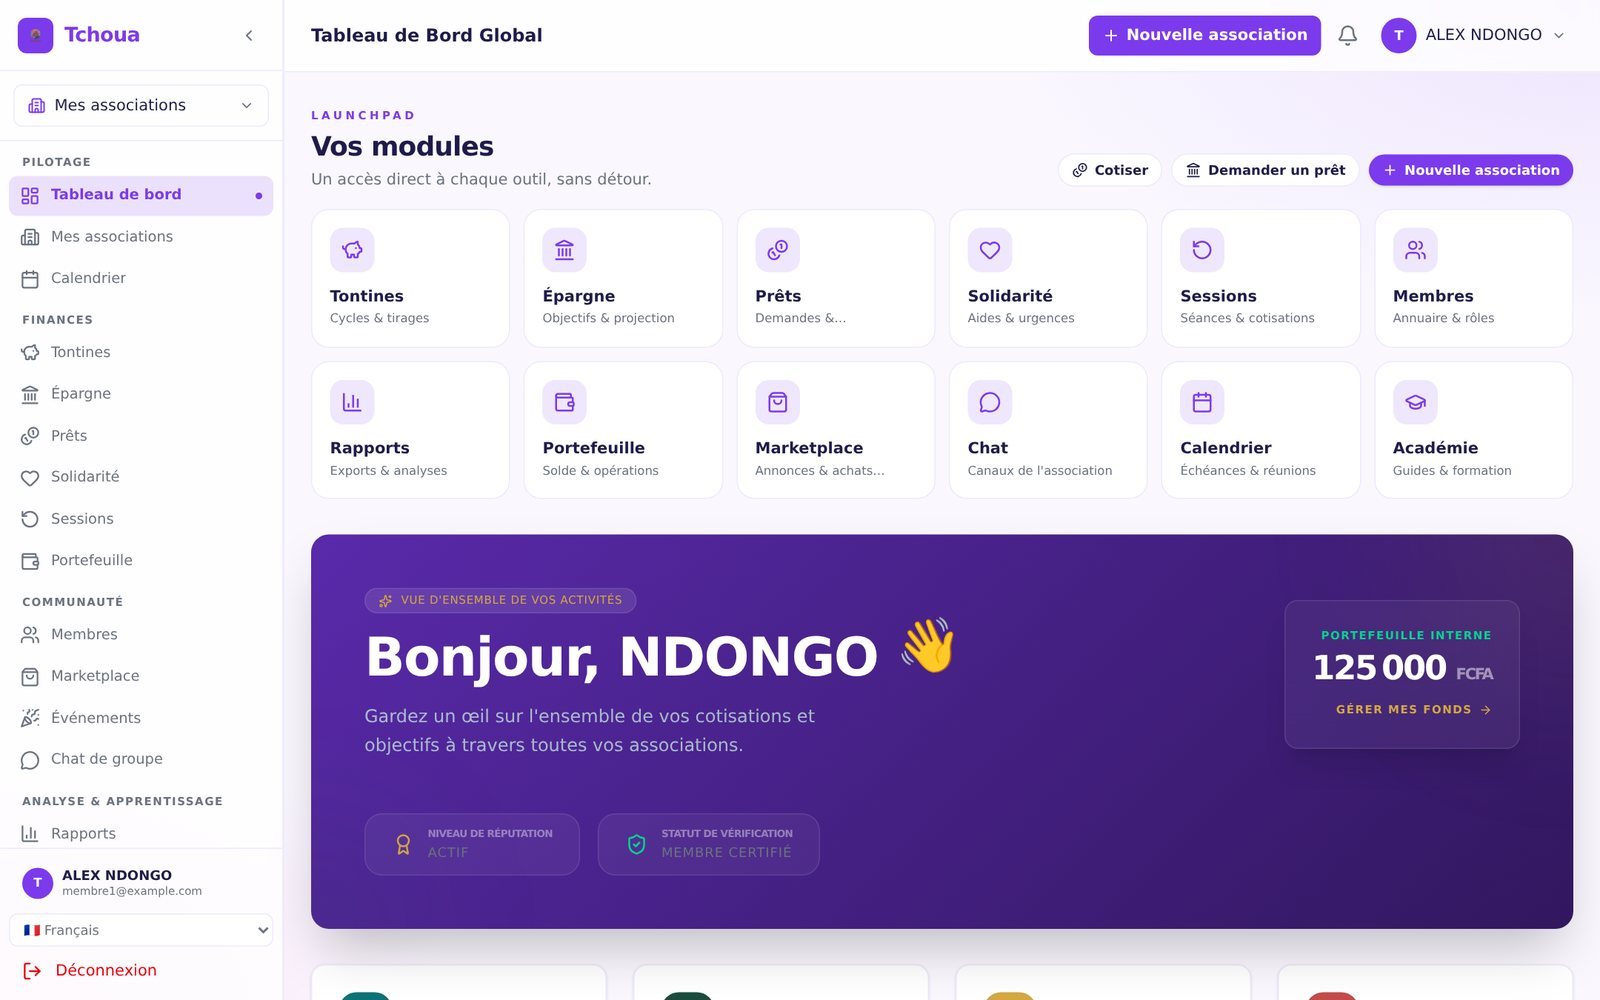 Tchoua
Mes associations
PILOTAGE
Tableau de bord
Mes associations
Calendrier
FINANCES
Tontines
Épargne
Prêts
Solidarité
Sessions
Portefeuille
COMMUNAUTÉ
Membres
Marketplace
Événements
Chat de groupe
ANALYSE & APPRENTISSAGE
Rapports
T
ALEX NDONGO
membre1@example.com
Français
Déconnexion
Tableau de Bord Global
Nouvelle association
T ALEX NDONGO
LAUNCHPAD
Vos modules
Un accès direct à chaque outil, sans détour.
Cotiser
Demander un prêt
Nouvelle association
Tontines
Cycles & tirages
Épargne
Objectifs & projection
Prêts
Demandes &...
Solidarité
Aides & urgences
Sessions
Séances & cotisations
Membres
Annuaire & rôles
Rapports
Exports & analyses
Portefeuille
Solde & opérations
Marketplace
Annonces & achats...
Chat
Canaux de l'association
Calendrier
Échéances & réunions
Académie
Guides & formation
VUE D'ENSEMBLE DE VOS ACTIVITÉS
Bonjour, NDONGO 👋
Gardez un œil sur l'ensemble de vos cotisations et
objectifs à travers toutes vos associations.
PORTEFEUILLE INTERNE
125 000 FCFA
GÉRER MES FONDS →
NIVEAU DE RÉPUTATION
ACTIF
STATUT DE VÉRIFICATION
MEMBRE CERTIFIÉ